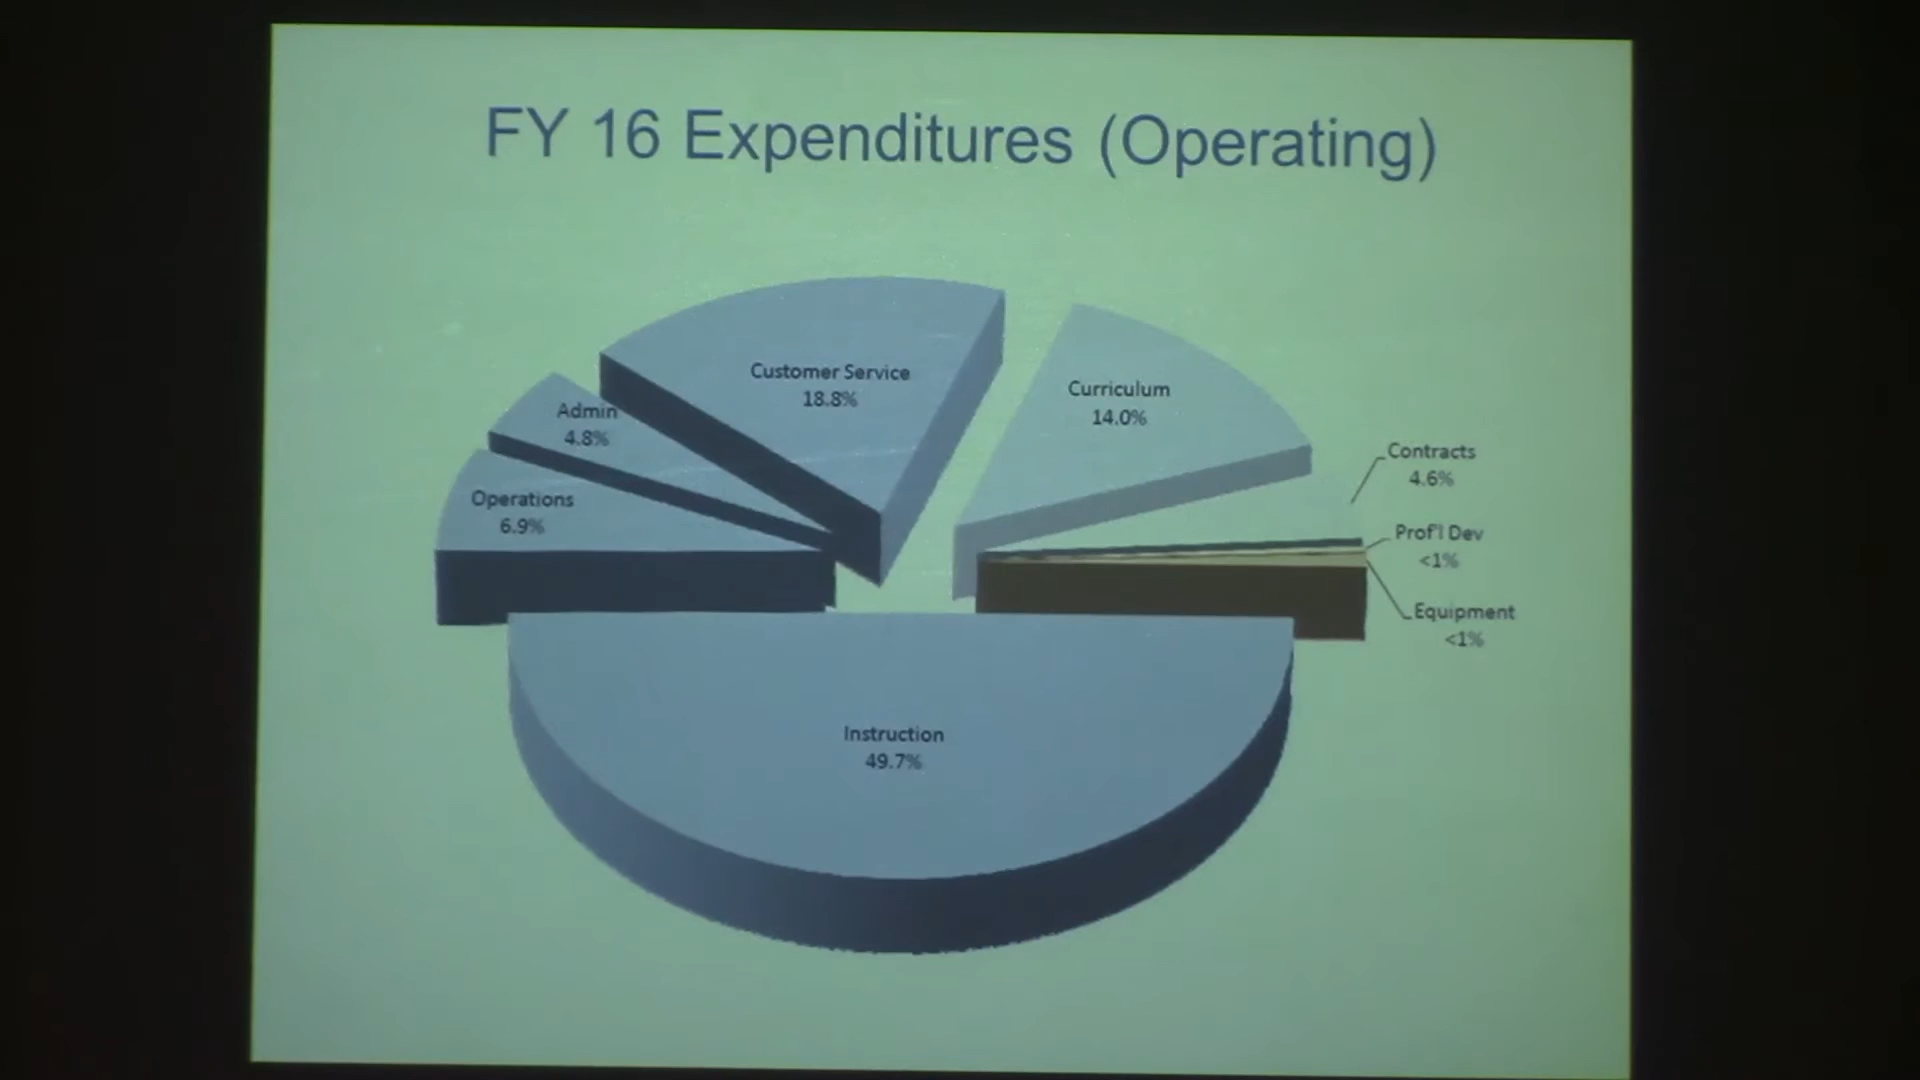 FY 16 Expenditures (Operating)
Customer Service
18.8%
Curriculum
14.0%
Admin
4.8%
Contracts
4.6%
Operations
6.9%
Prof'l Dev
<1%
Equipment
<1%
Instruction
49.7%